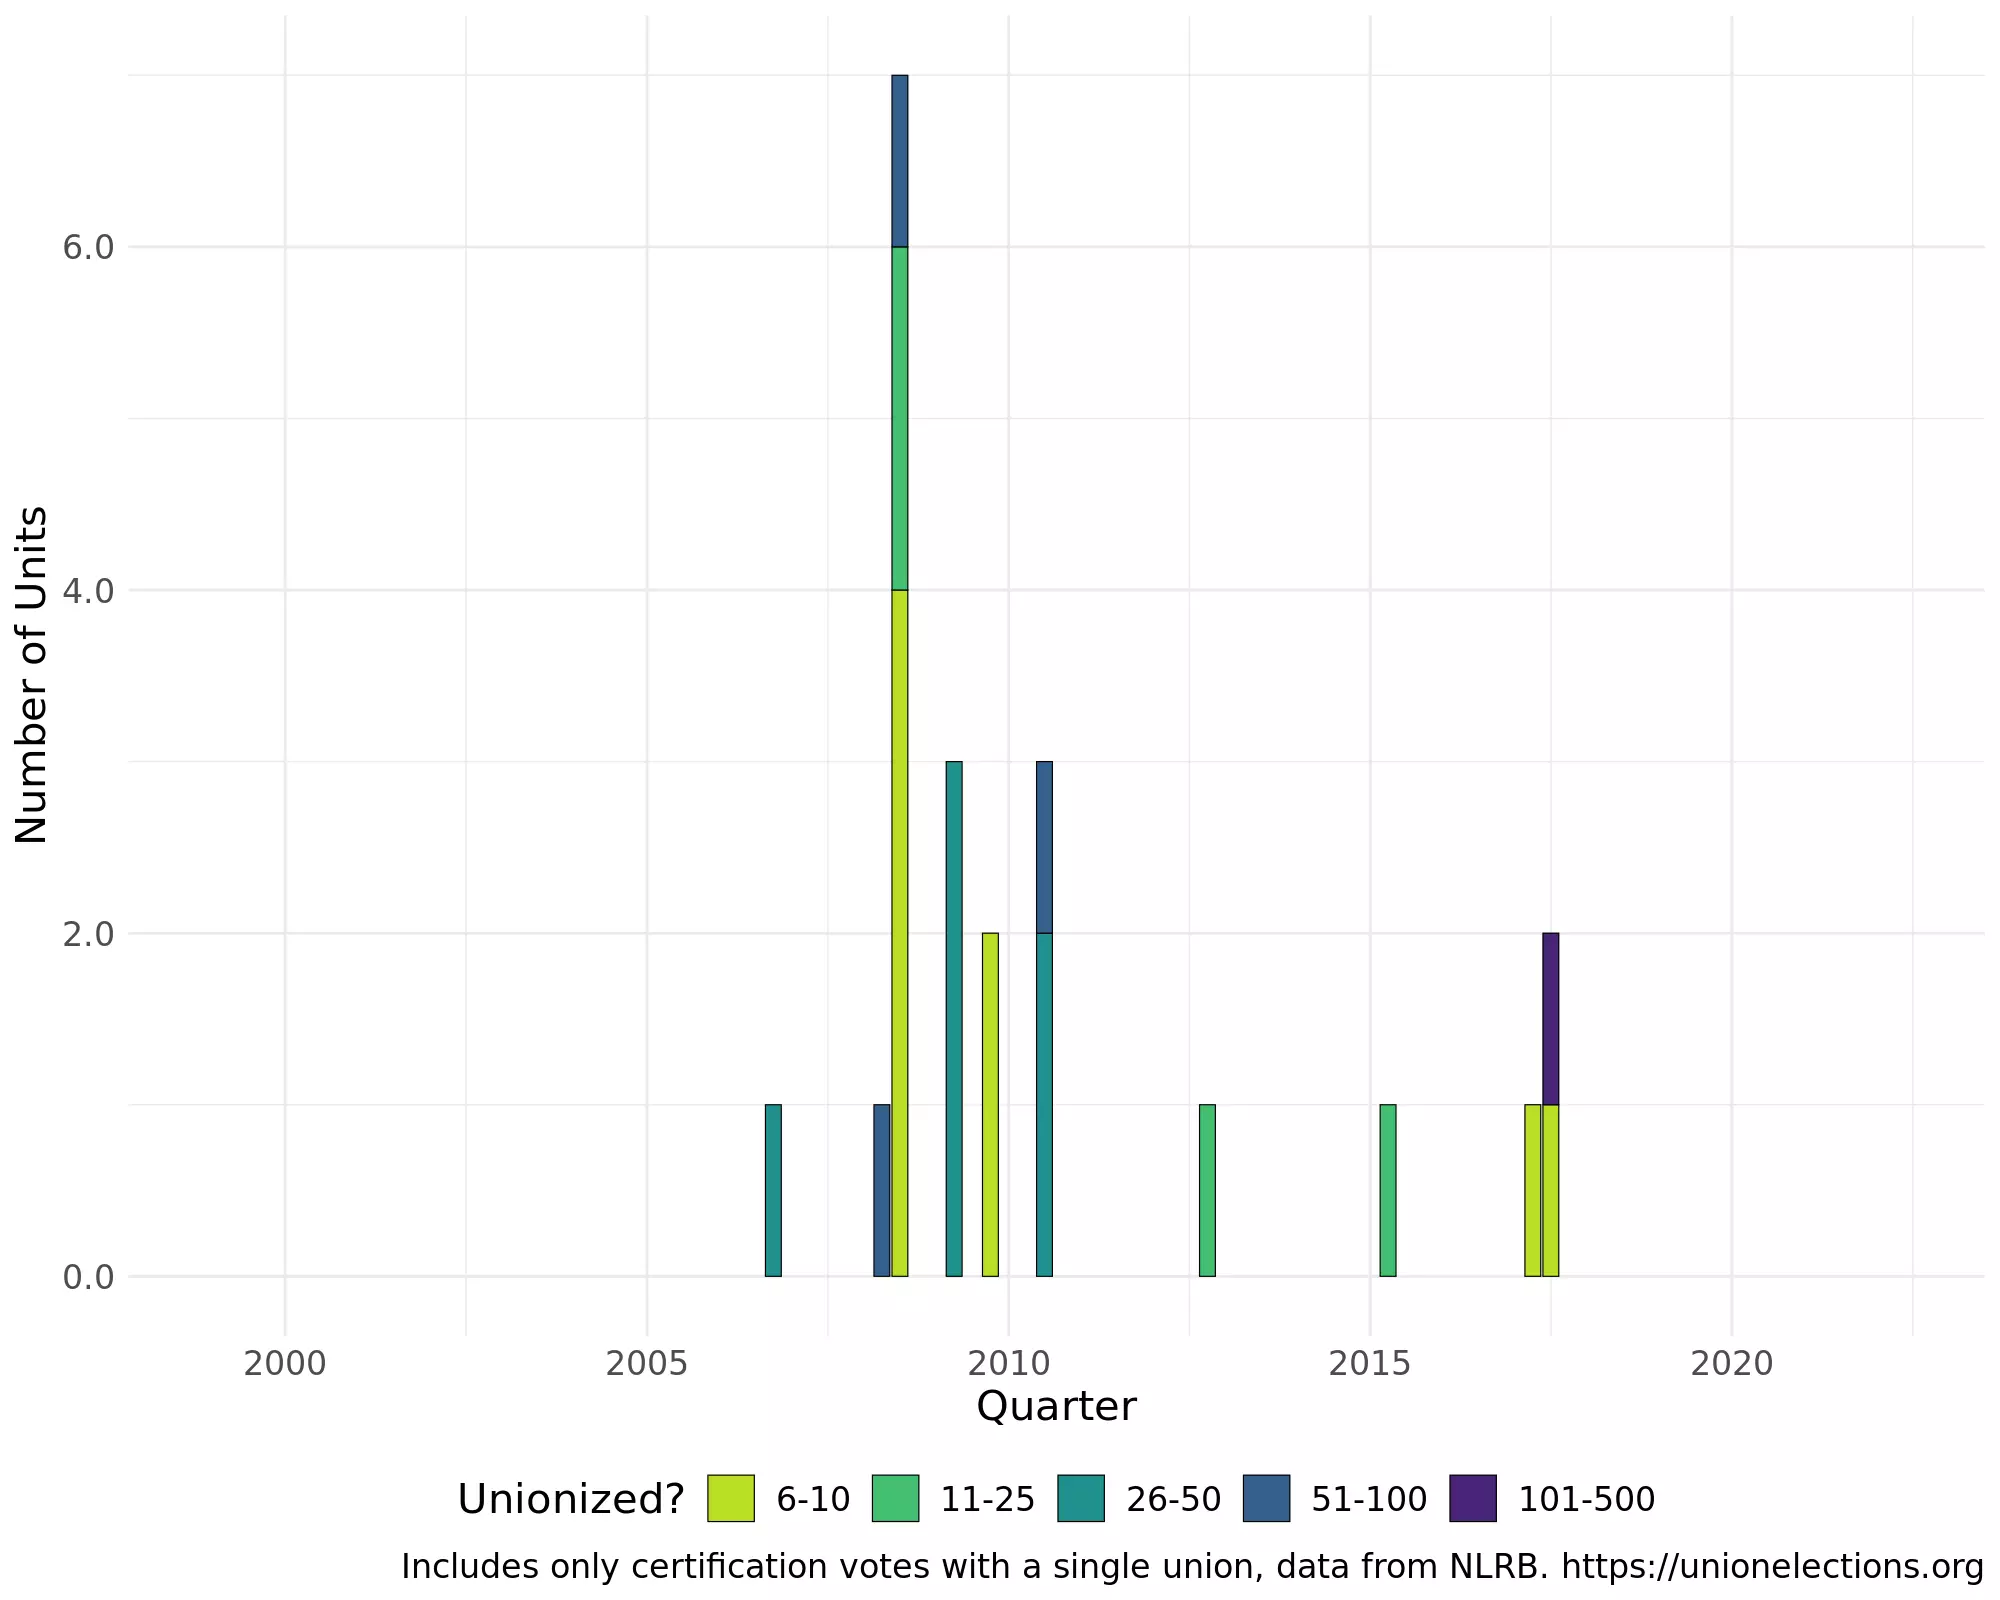 Number of Units
6.0
4.0
2.0
0.0
2000 2005 2010 2015 2020
Quarter
Unionized? 6-10 11-25 26-50 51-100 101-500
Includes only certification votes with a single union, data from NLRB. https://unionelections.org